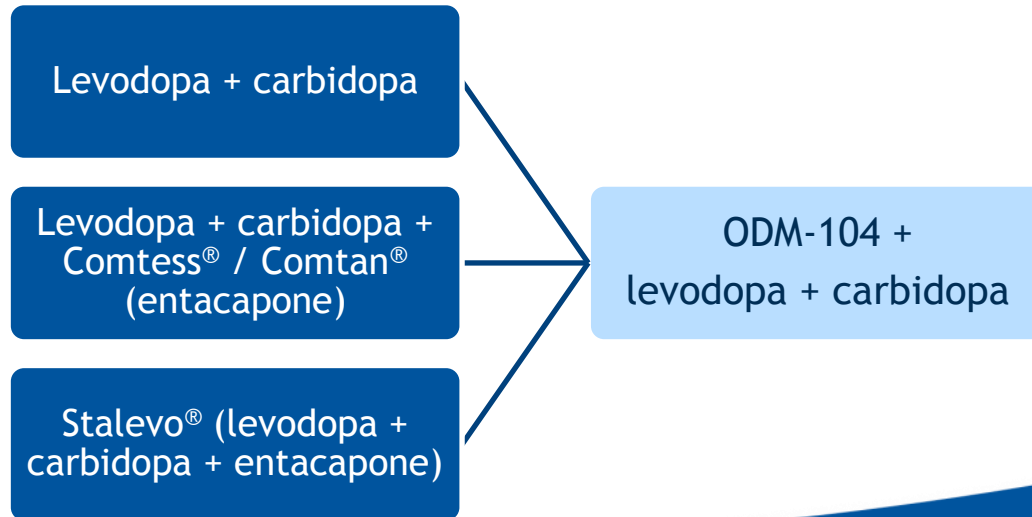 Levodopa + carbidopa
Levodopa + carbidopa +
Comtess® / Comtan®
(entacapone)
Stalevo® (levodopa +
carbidopa + entacapone)
ODM-104 +
levodopa + carbidopa